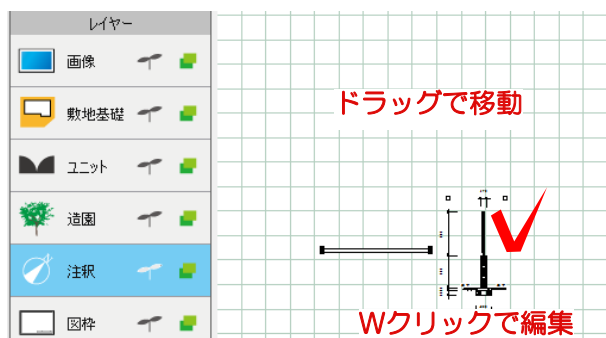 レイヤー
画像
敷地基礎
ユニット
造園
注釈
図枠
ドラッグで移動
Wクリックで編集